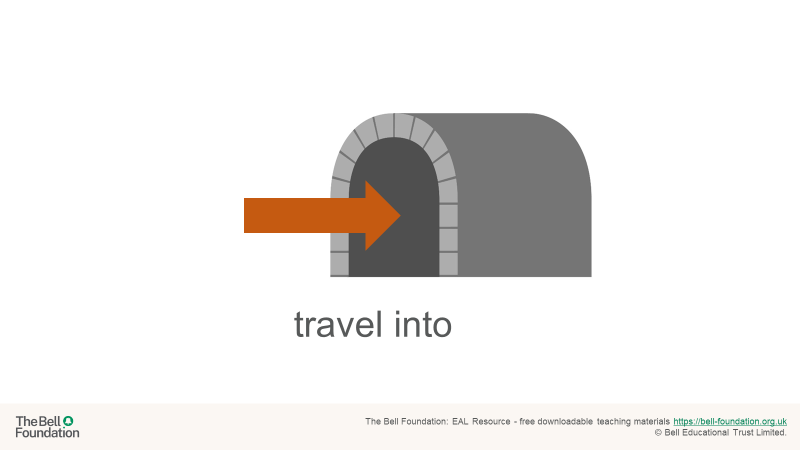 travel into
The Bell
Foundation
The Bell Foundation: EAL Resource - free downloadable teaching materials https://bell-foundation.org.uk
© Bell Educational Trust Limited.